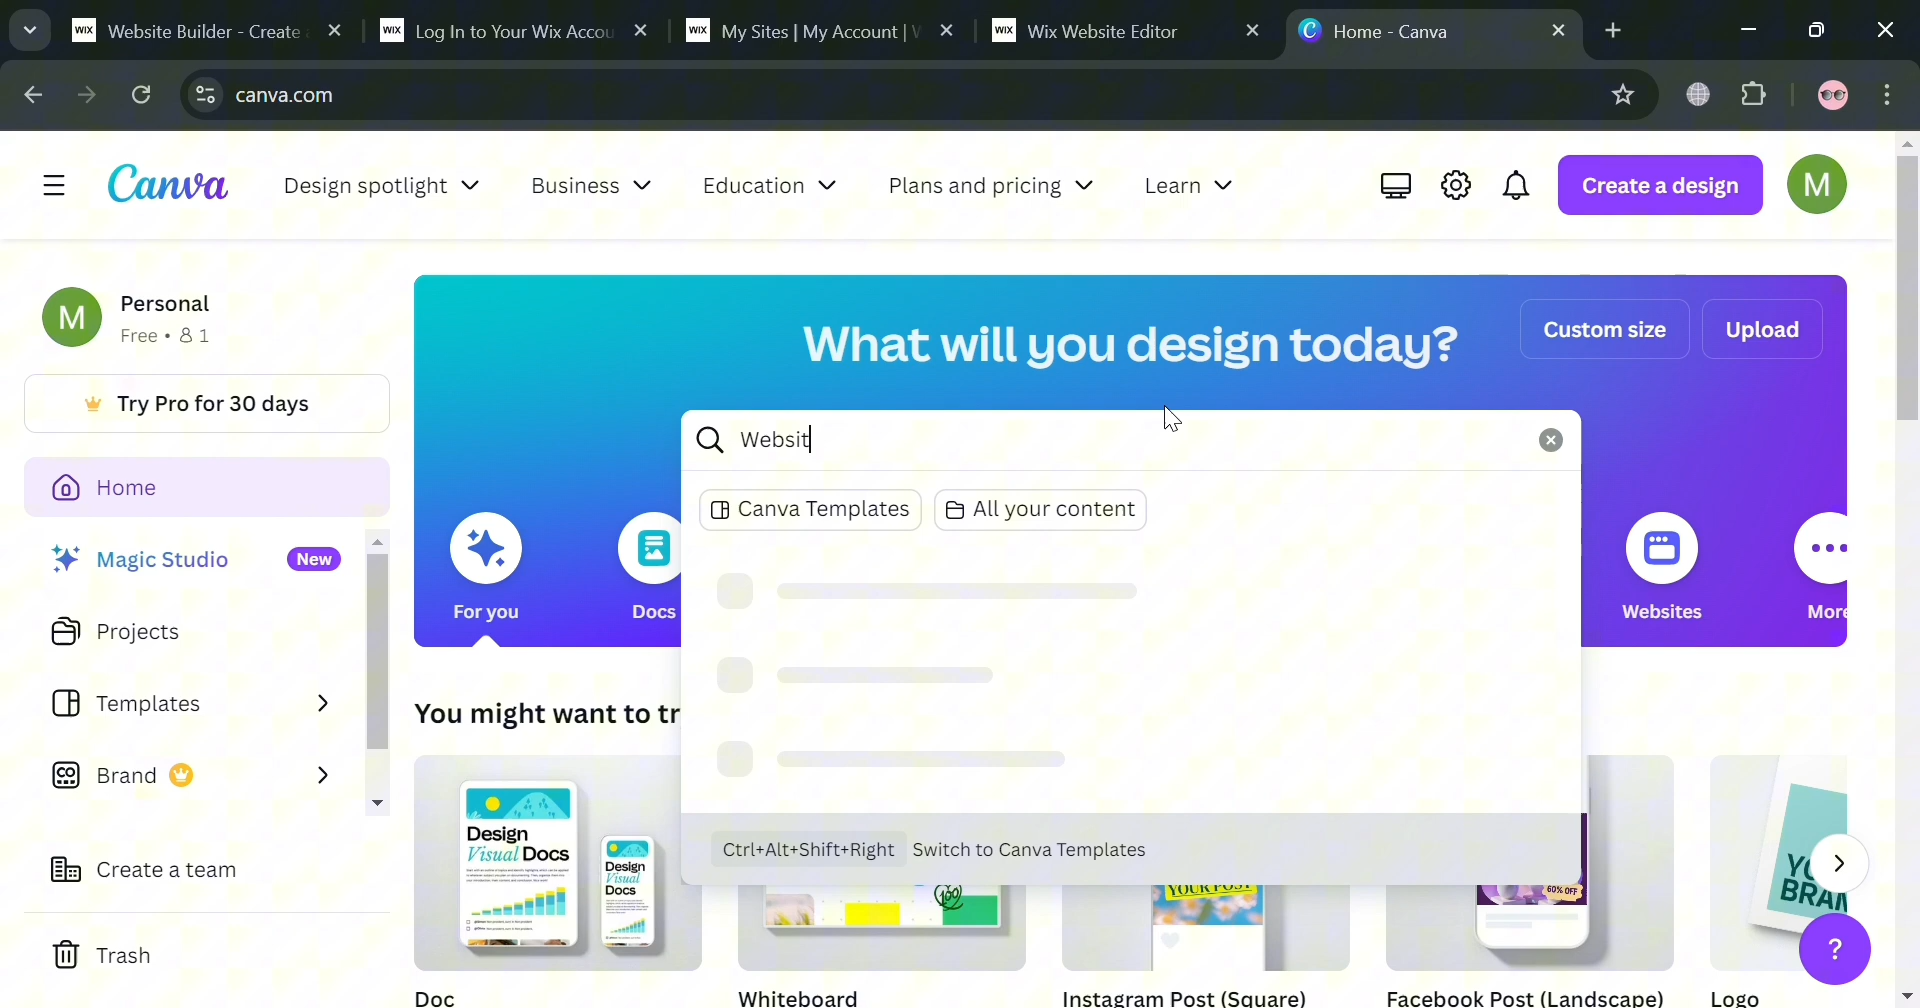 Website Builder - Create
Log In to Your Wix Accou
My Sites | My Account | W
Wix Website Editor
Home - Canva
canva.com
Canva
Design spotlight
Business
Education
Plans and pricing
Learn
Create a design
M
M
Personal
Free • 1
Try Pro for 30 days
Home
Magic Studio New
Projects
Templates
Brand
Create a team
Trash
What will you design today?
Custom size
Upload
Websit
Canva Templates
All your content
Ctrl+Alt+Shift+Right Switch to Canva Templates
For you
Docs
Websites
More
You might want to tr
Design
Visual Docs
Design
Visual
Docs
100
YOUR POST
60% OFF
YO
BRAN
?
Doc
Whiteboard
Instagram Post (Square)
Facebook Post (Landscape)
Logo